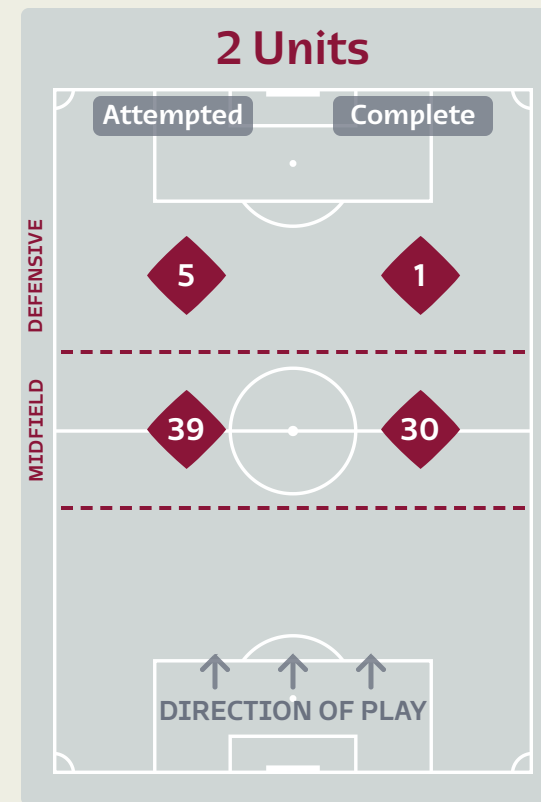 2 Units
Attempted Complete
DEFENSIVE
5 1
MIDFIELD
39 30
DIRECTION OF PLAY